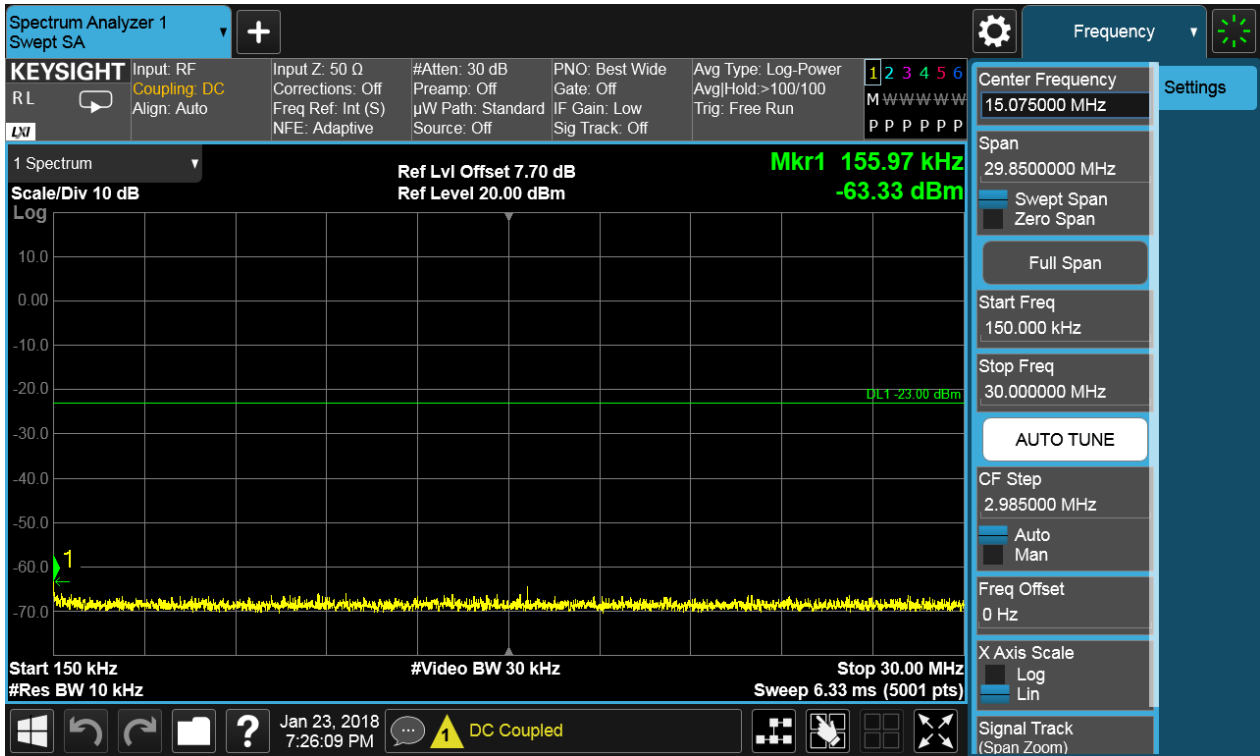 Spectrum Analyzer 1
Swept SA
+
Frequency
KEYSIGHT
RL
LXI
Input: RF
Coupling: DC
Align: Auto
Input Z: 50 Ω
Corrections: Off
Freq Ref: Int (S)
NFE: Adaptive
#Atten: 30 dB
Preamp: Off
µW Path: Standard
Source: Off
PNO: Best Wide
Gate: Off
IF Gain: Low
Sig Track: Off
Avg Type: Log-Power
Avg|Hold:>100/100
Trig: Free Run
1 2 3 4 5 6
M W W W W W
P P P P P P
1 Spectrum
Scale/Div 10 dB
Ref Lvl Offset 7.70 dB
Ref Level 20.00 dBm
Mkr1 155.97 kHz
-63.33 dBm
Log
10.0
0.00
-10.0
-20.0
-30.0
-40.0
-50.0
-60.0
-70.0
DL1 -23.00 dBm
1
Start 150 kHz
#Res BW 10 kHz
#Video BW 30 kHz
Stop 30.00 MHz
Sweep 6.33 ms (5001 pts)
Center Frequency
15.075000 MHz
Span
29.8500000 MHz
Swept Span
Zero Span
Full Span
Start Freq
150.000 kHz
Stop Freq
30.000000 MHz
AUTO TUNE
CF Step
2.985000 MHz
Auto
Man
Freq Offset
0 Hz
X Axis Scale
Log
Lin
Signal Track
(Span Zoom)
Settings
?
Jan 23, 2018
7:26:09 PM
1
DC Coupled